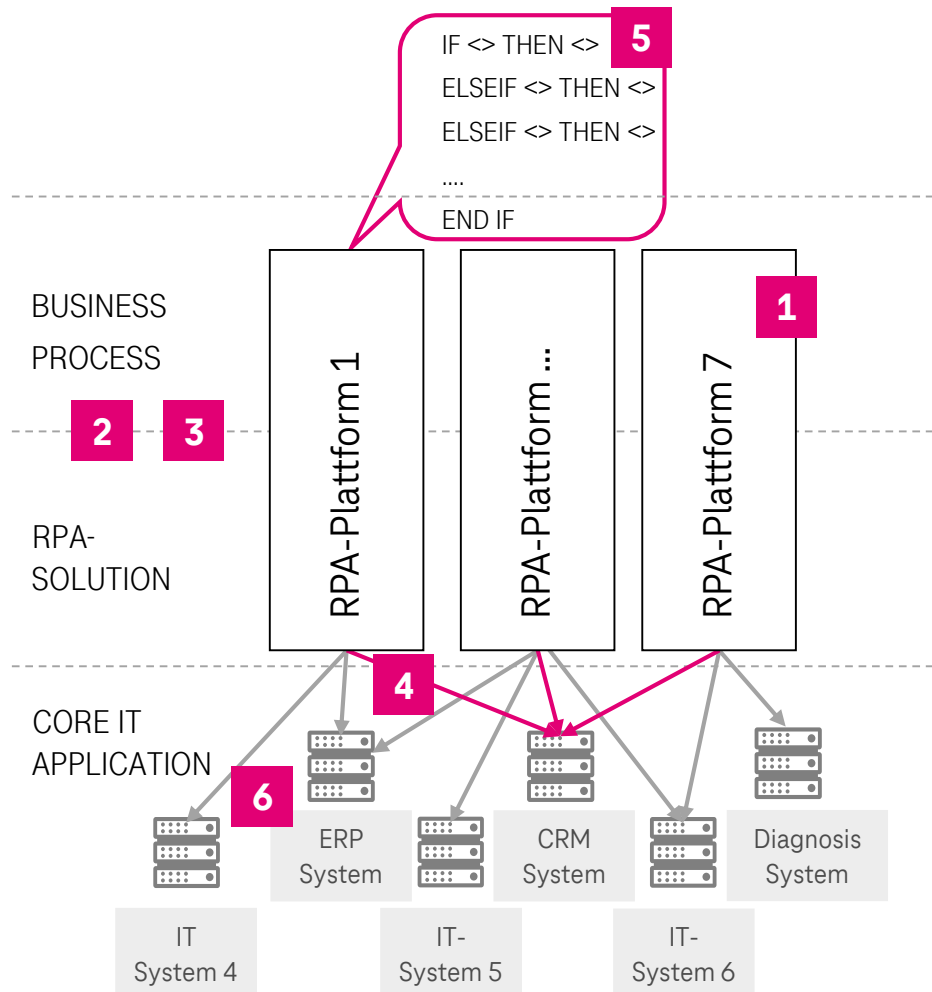 IF <> THEN <>
5
ELSEIF <> THEN <>
ELSEIF <> THEN <>
....
END IF
BUSINESS
PROCESS
1
2
3
RPA-Plattform 1
RPA-Plattform ...
RPA-Plattform 7
RPA-
SOLUTION
4
CORE IT
APPLICATION
6
ERP
System
CRM
System
Diagnosis
System
IT
System 4
IT-
System 5
IT-
System 6